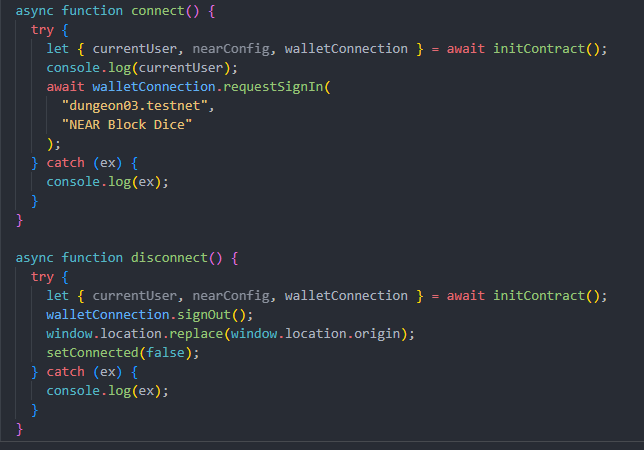 async function connect() {
try {
let { currentUser, nearConfig, walletConnection } = await initContract();
console.log(currentUser);
await walletConnection.requestSignIn(
"dungeon03.testnet",
"NEAR Block Dice"
);
} catch (ex) {
console.log(ex);
}
}
async function disconnect() {
try {
let { currentUser, nearConfig, walletConnection } = await initContract();
walletConnection.signOut();
window.location.replace(window.location.origin);
setConnected(false);
} catch (ex) {
console.log(ex);
}
}